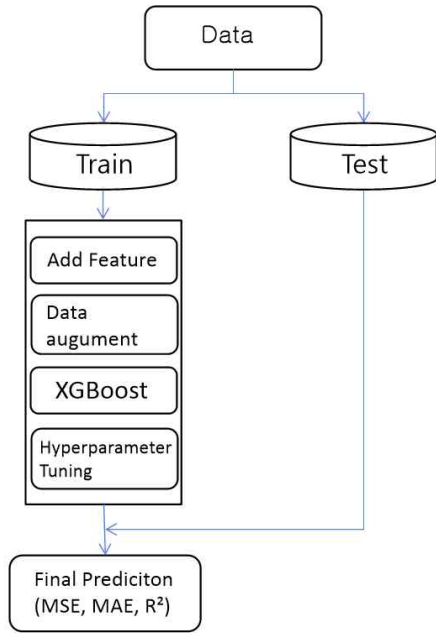 Data
Train
Test
Add Feature
Data
augument
XGBoost
Hyperparameter
Tuning
Final Prediciton
(MSE, MAE, R²)